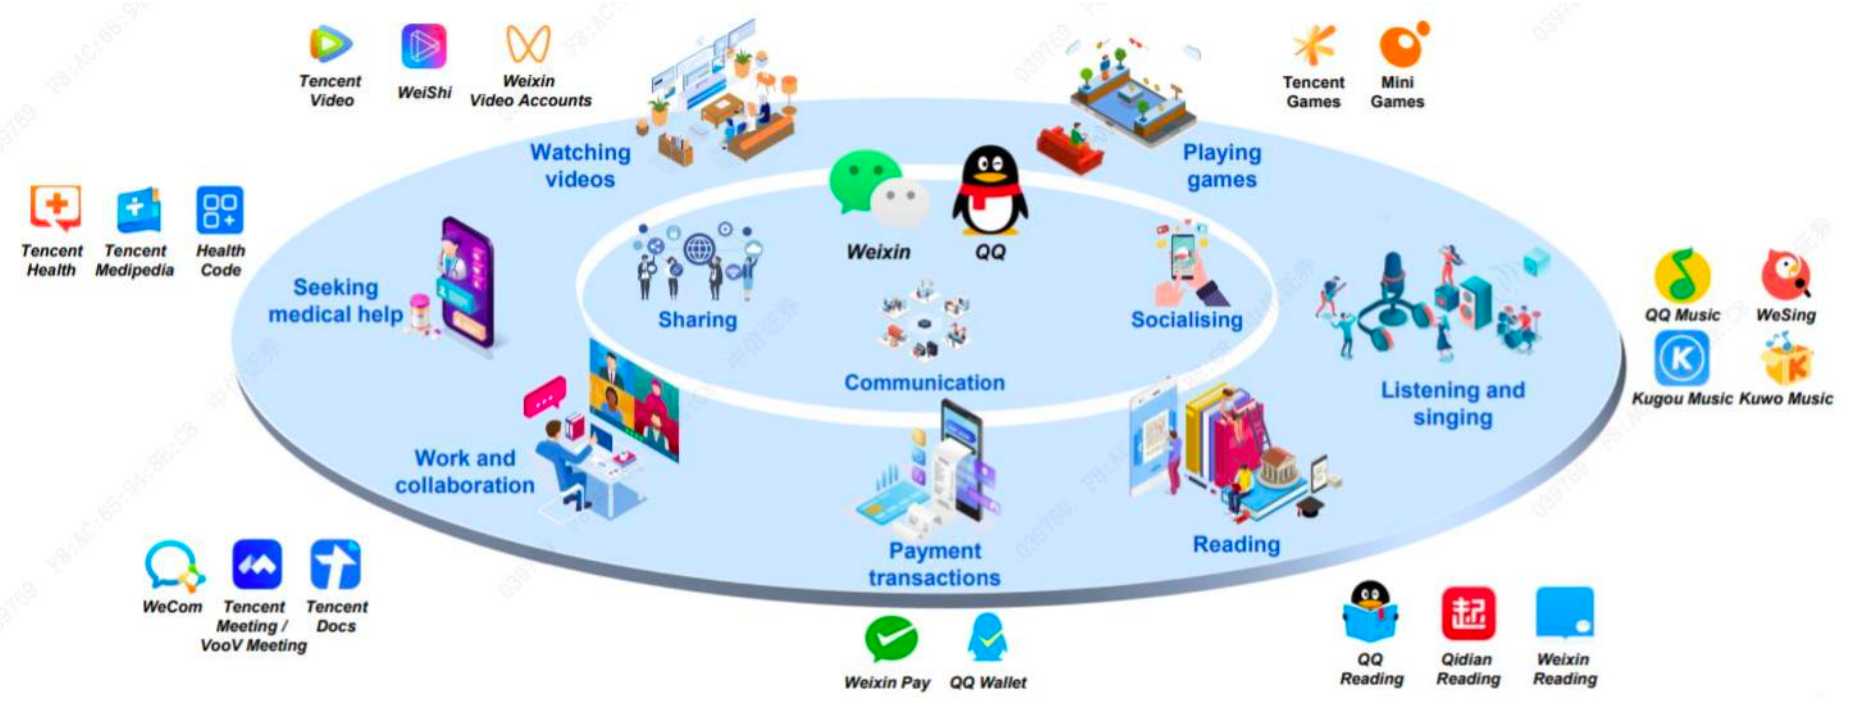 Tencent
Video
WeiShi
Weixin
Video Accounts
Tencent
Games
Mini
Games
Watching
videos
Playing
games
Tencent
Health
Tencent
Medipedia
Health
Code
Weixin
QQ
Seeking
medical help
Sharing
Socialising
Communication
QQ Music
WeSing
K
K
Kugou Music
Kuwo Music
Listening and
singing
Work and
collaboration
Payment
transactions
Reading
WeCom
Tencent
Meeting /
VooV Meeting
Tencent
Docs
Weixin Pay
QQ Wallet
起
QQ
Reading
Qidian
Reading
Weixin
Reading